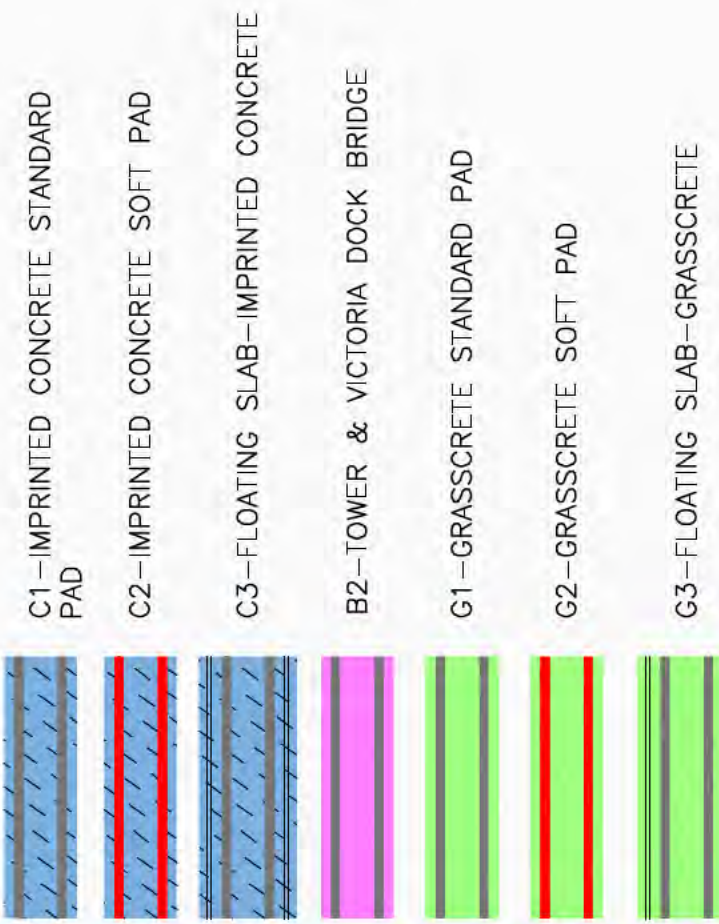 C1-IMPRINTED CONCRETE STANDARD
PAD
C2-IMPRINTED CONCRETE SOFT PAD
C3-FLOATING SLAB-IMPRINTED CONCRETE
B2-TOWER & VICTORIA DOCK BRIDGE
G1-GRASSCRETE STANDARD PAD
G2-GRASSCRETE SOFT PAD
G3-FLOATING SLAB-GRASSCRETE